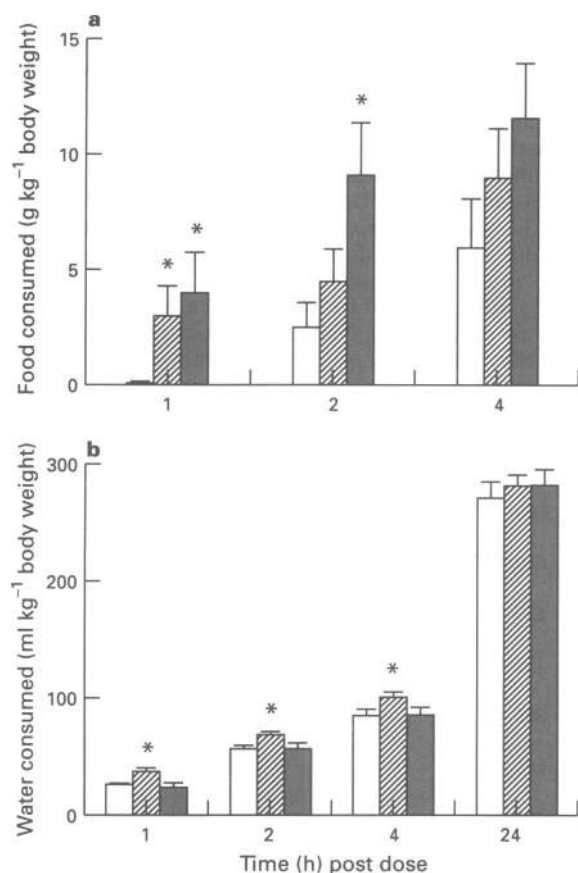 a
Food consumed (g kg⁻¹ body weight)
15
10
5
0
* * *
1 2 4
b
Water consumed (ml kg⁻¹ body weight)
300
200
100
0
* * *
1 2 4 24
Time (h) post dose